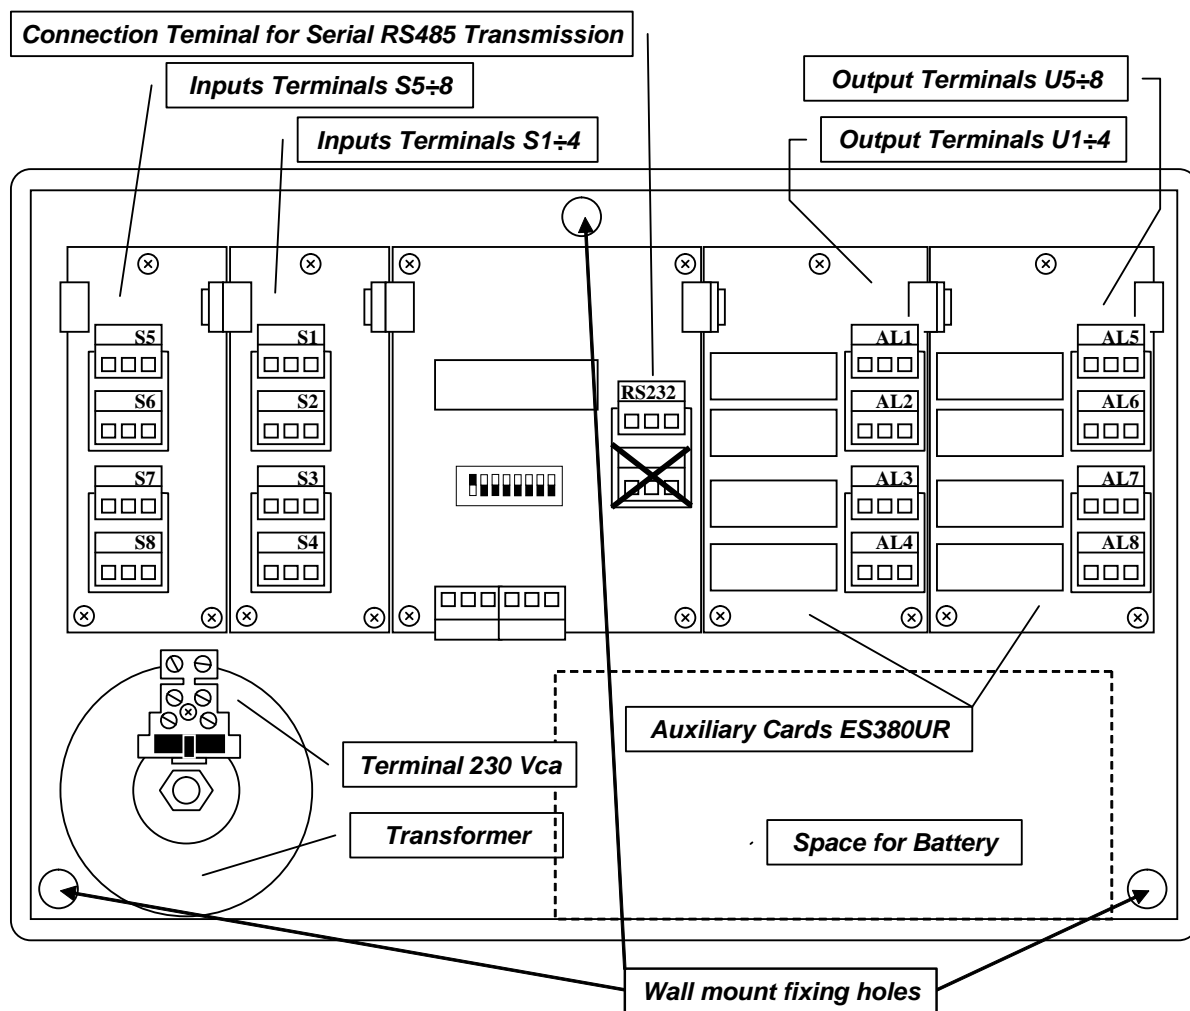 Connection Teminal for Serial RS485 Transmission
Inputs Terminals S5÷8
Output Terminals U5÷8
Inputs Terminals S1÷4
Output Terminals U1÷4
S5
S1
AL1
AL5
RS232
S6
S2
AL2
AL6
S7
S3
AL3
AL7
S8
S4
AL4
AL8
Auxiliary Cards ES380UR
Terminal 230 Vca
Transformer
Space for Battery
Wall mount fixing holes